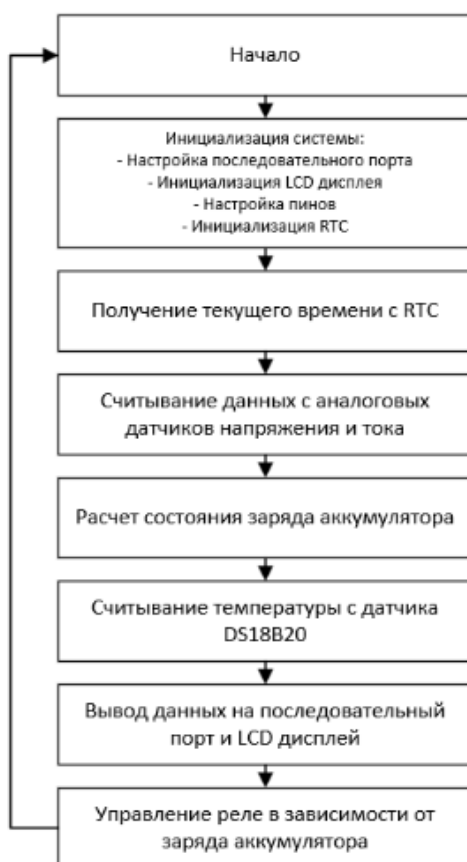 Начало
Инициализация системы:
- Настройка последовательного порта
- Инициализация LCD дисплея
- Настройка пинов
- Инициализация RTC
Получение текущего времени с RTC
Считывание данных с аналоговых
датчиков напряжения и тока
Расчет состояния заряда аккумулятора
Считывание температуры с датчика
DS18B20
Вывод данных на последовательный
порт и LCD дисплей
Управление реле в зависимости от
заряда аккумулятора